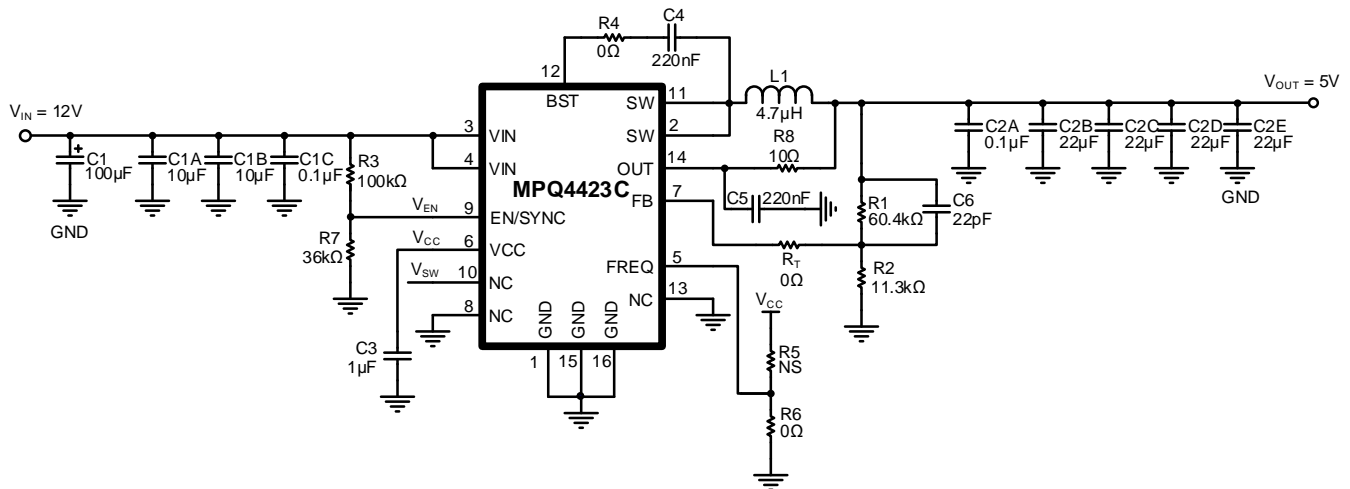 C4
R4
0Ω
220nF
12
BST
L1
4.7µH
VOUT = 5V
VIN = 12V
SW
11
SW
2
3
VIN
4
VIN
C1
+
100µF
GND
C1A
10µF
C1B
10µF
C1C
0.1µF
R3
100kΩ
OUT
14
R8
10Ω
C2A
0.1µF
C2B
22µF
C2C
22µF
C2D
22µF
C2E
22µF
GND
MPQ4423C
FB
7
C5
220nF
R1
60.4kΩ
C6
22pF
VEN
9
EN/SYNC
R7
36kΩ
VCC
6
VCC
VSW
10
NC
8
NC
FREQ
5
RT
0Ω
R2
11.3kΩ
NC
13
VCC
GND
GND
GND
1
15
16
C3
1µF
R5
NS
R6
0Ω